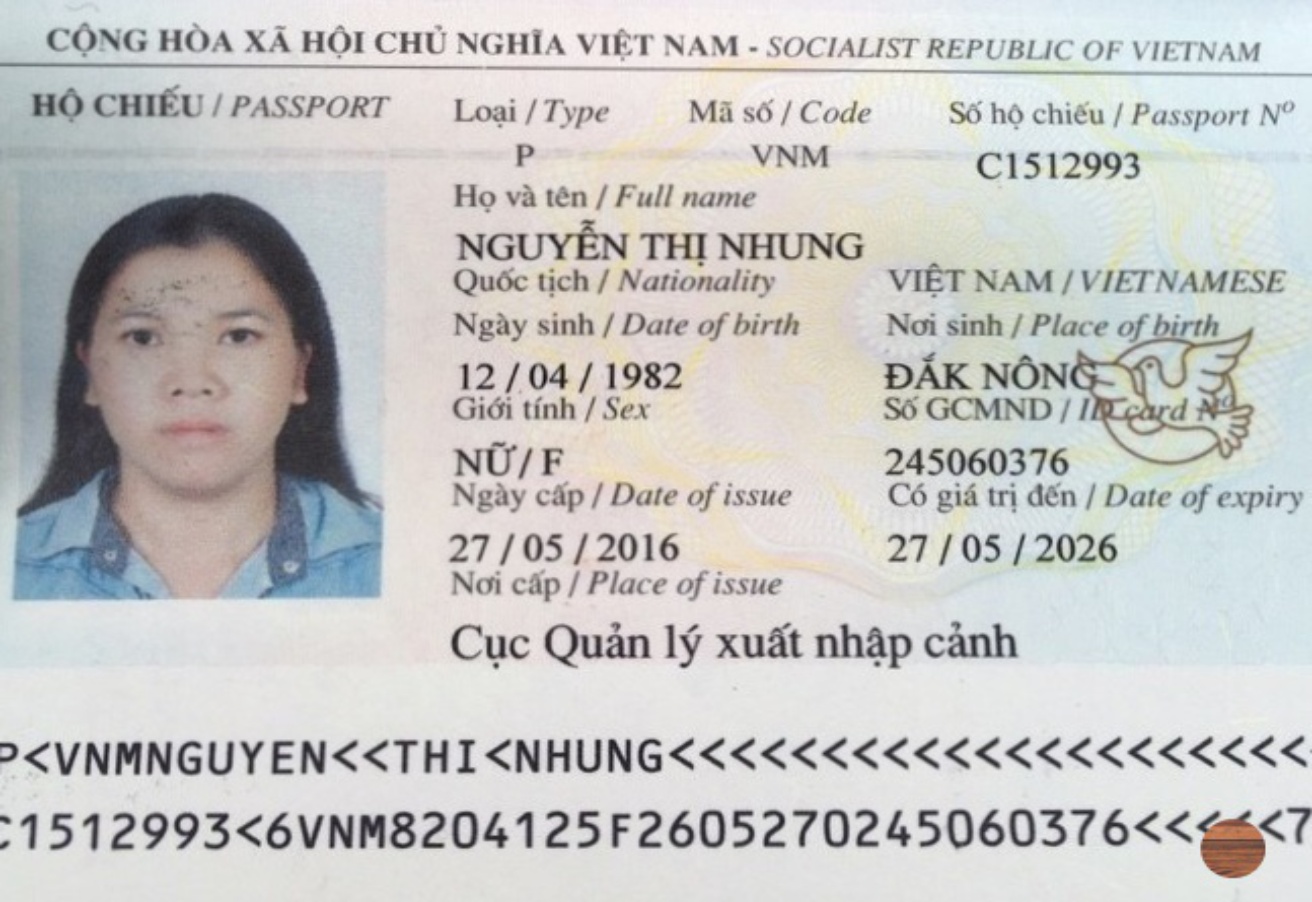 CỘNG HÒA XÃ HỘI CHỦ NGHĨA VIỆT NAM - SOCIALIST REPUBLIC OF VIETNAM
HỘ CHIẾU / PASSPORT
Loại / Type Mã số / Code Số hộ chiếu / Passport Nº
P VNM C1512993
Họ và tên / Full name
NGUYỄN THỊ NHUNG
Quốc tịch / Nationality VIỆT NAM / VIETNAMESE
Ngày sinh / Date of birth Nơi sinh / Place of birth
12 / 04 / 1982 ĐẮK NÔNG
Giới tính / Sex Số GCMND / ID card Nº
NỮ / F 245060376
Ngày cấp / Date of issue Có giá trị đến / Date of expiry
27 / 05 / 2016 27 / 05 / 2026
Nơi cấp / Place of issue
Cục Quản lý xuất nhập cảnh
P<VNMNGUYEN<<THI<NHUNG<<<<<<<<<<<<<<<<<<<<<<
C1512993<6VNM8204125F2605270245060376<<<<<7